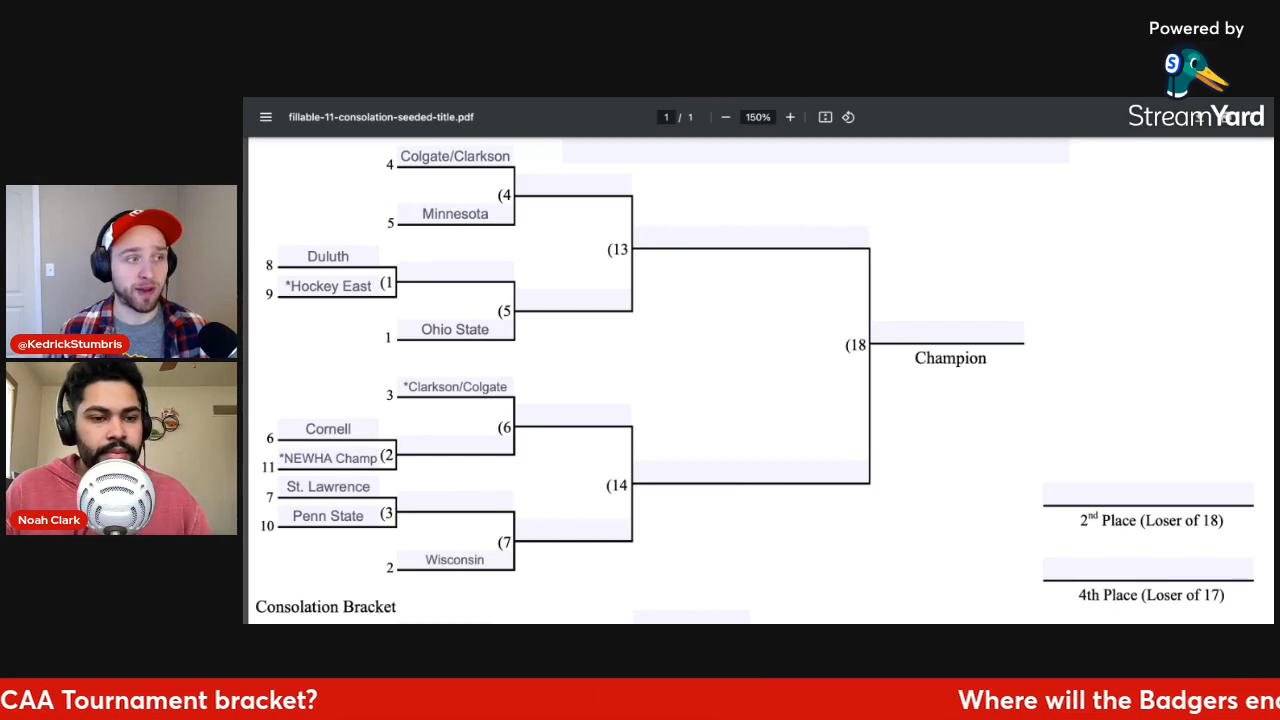 Powered by
StreamYard
fillable-11-consolation-seeded-title.pdf
1 / 1
150%
4 Colgate/Clarkson
(4
5 Minnesota
(13
8 Duluth
(1
9 *Hockey East
(5
1 Ohio State
(18
Champion
3 *Clarkson/Colgate
(6
6 Cornell
(2
11 *NEWHA Champ
(14
7 St. Lawrence
(3
10 Penn State
(7
2 Wisconsin
2nd Place (Loser of 18)
4th Place (Loser of 17)
Consolation Bracket
@KedrickStumbris
Noah Clark
CAA Tournament bracket?
Where will the Badgers en